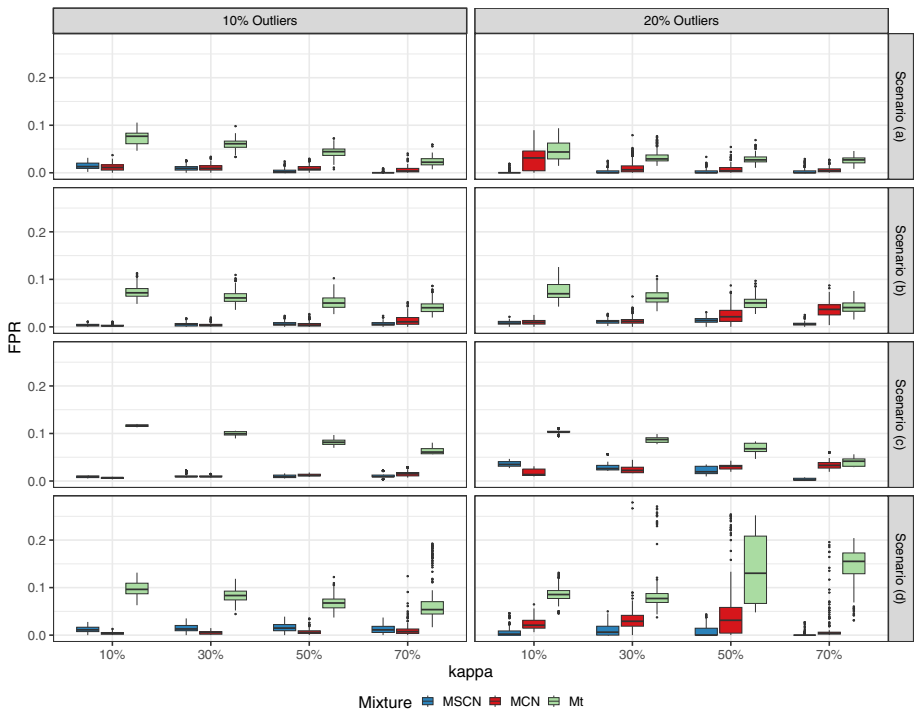 10% Outliers
20% Outliers
0.2
0.1
0.0
Scenario (a)
0.2
0.1
0.0
Scenario (b)
0.2
0.1
0.0
Scenario (c)
0.2
0.1
0.0
Scenario (d)
FPR
10% 30% 50% 70% 10% 30% 50% 70%
kappa
Mixture MSCN MCN Mt